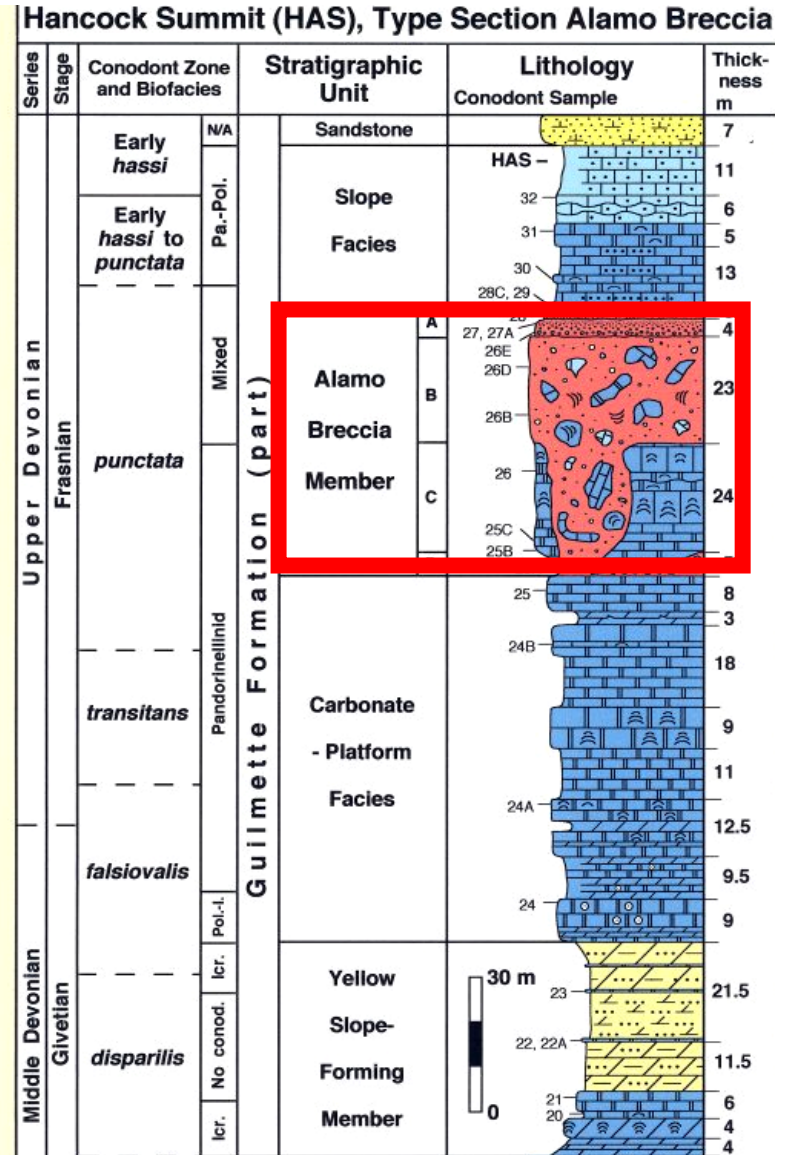 Hancock Summit (HAS), Type Section Alamo Breccia
Series
Stage
Conodont Zone
and Biofacies
Stratigraphic
Unit
Lithology
Conodont Sample
Thick-
ness
m
Upper Devonian
Middle Devonian
Frasnian
Givetian
Early
hassi
Early
hassi to
punctata
punctata
transitans
falsiovalis
disparilis
N/A
Pa.-Pol.
Mixed
Pandorinellinid
Pol.-I.
Icr.
No conod.
Icr.
Guilmette Formation (part)
Sandstone
Slope
Facies
Alamo
Breccia
Member
A
B
C
Carbonate
- Platform
Facies
Yellow
Slope-
Forming
Member
HAS –
32
31
30
28C, 29
27, 27A
26E
26D
26B
26
25C
25B
25
24B
24A
24
23
22, 22A
21
20
30 m
0
7
11
6
5
13
4
23
24
8
3
18
9
11
12.5
9.5
9
21.5
11.5
6
4
4